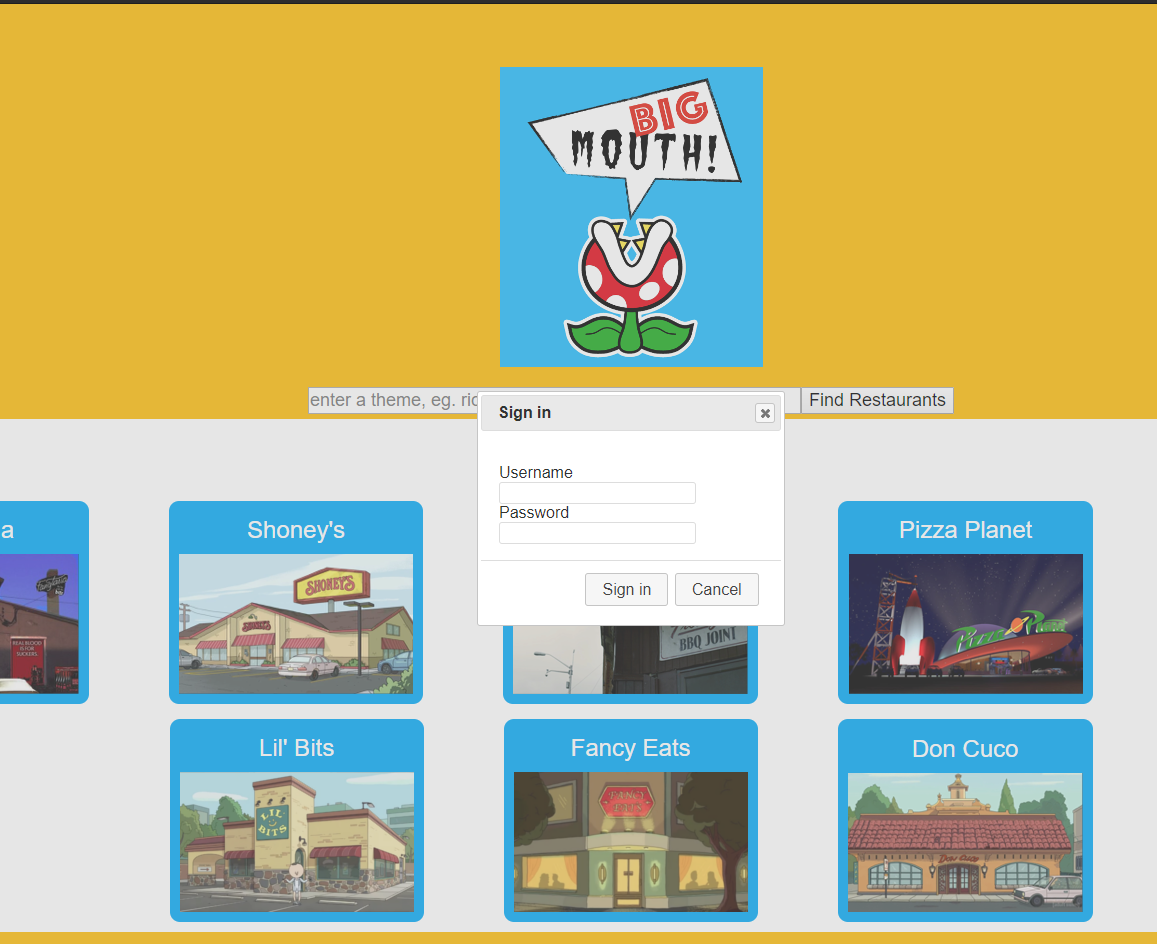 BIG
MOUTH!
enter a theme, eg. ric
Find Restaurants
Sign in
Username
Password
Sign in
Cancel
a
Shoney's
Pizza Planet
REAL BLOOD
IS FOR
SUCKERS.
SHONEY'S
SHONEY'S
BBQ JOINT
Pizza Planet
Lil' Bits
Fancy Eats
Don Cuco
LIL
BITS
FANCY
EATS
Don Cuco